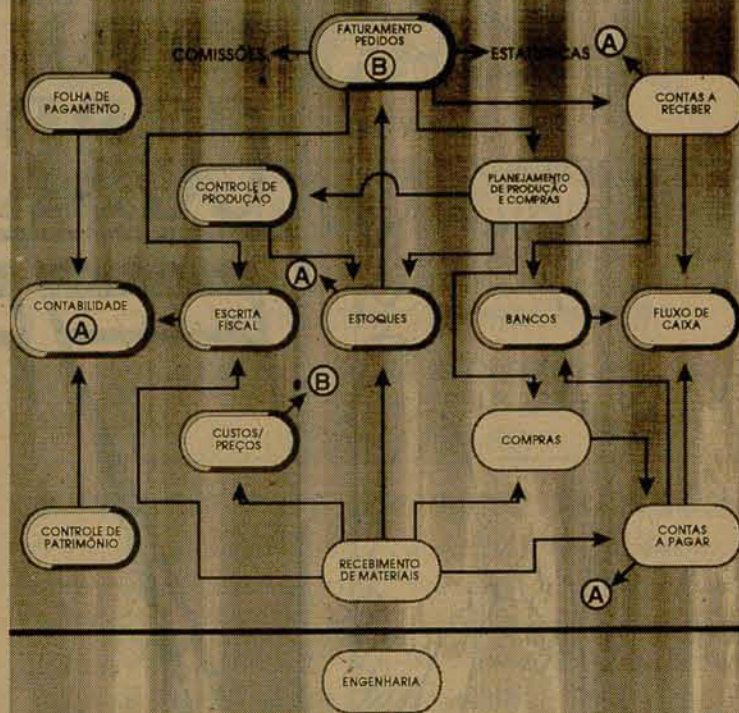 FATURAMENTO
PEDIDOS
B
COMISSÕES
ESTATÍSTICAS
A
FOLHA DE
PAGAMENTO
CONTAS A
RECEBER
CONTROLE DE
PRODUÇÃO
PLANEJAMENTO
DE PRODUÇÃO
E COMPRAS
A
CONTABILIDADE
A
ESCRITA
FISCAL
ESTOQUES
BANCOS
FLUXO DE
CAIXA
B
CUSTOS/
PREÇOS
COMPRAS
CONTROLE DE
PATRIMÔNIO
RECEBIMENTO
DE MATERIAIS
CONTAS
A PAGAR
A
ENGENHARIA